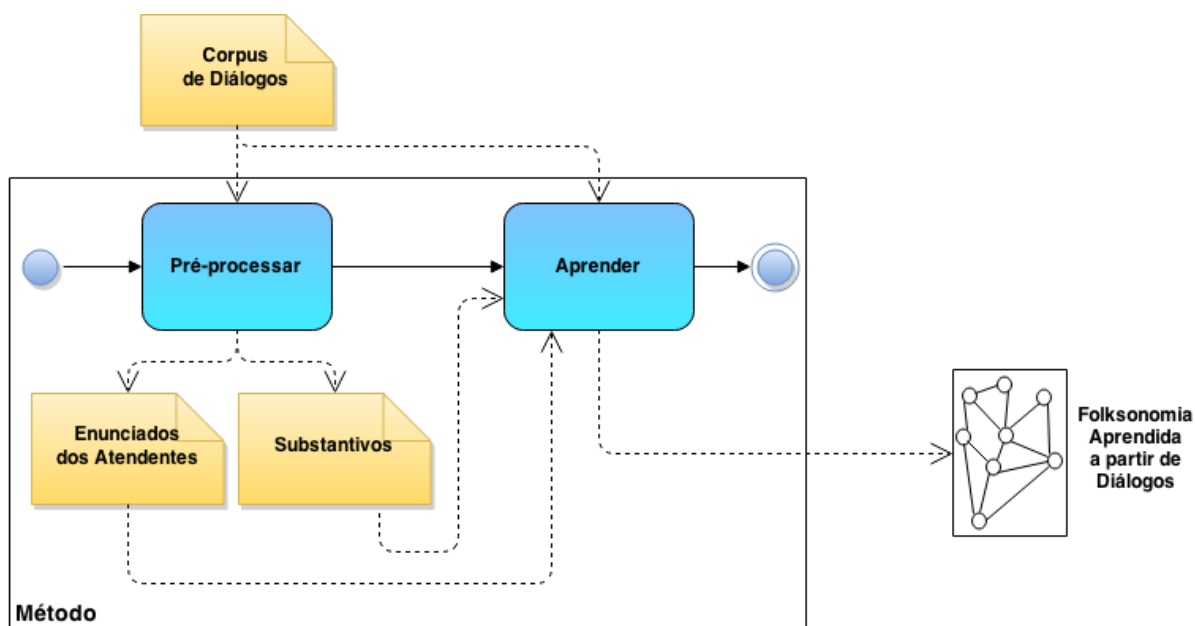 Corpus
de Diálogos
Pré-processar
Aprender
Enunciados
dos Atendentes
Substantivos
Folksonomia
Aprendida
a partir de
Diálogos
Método